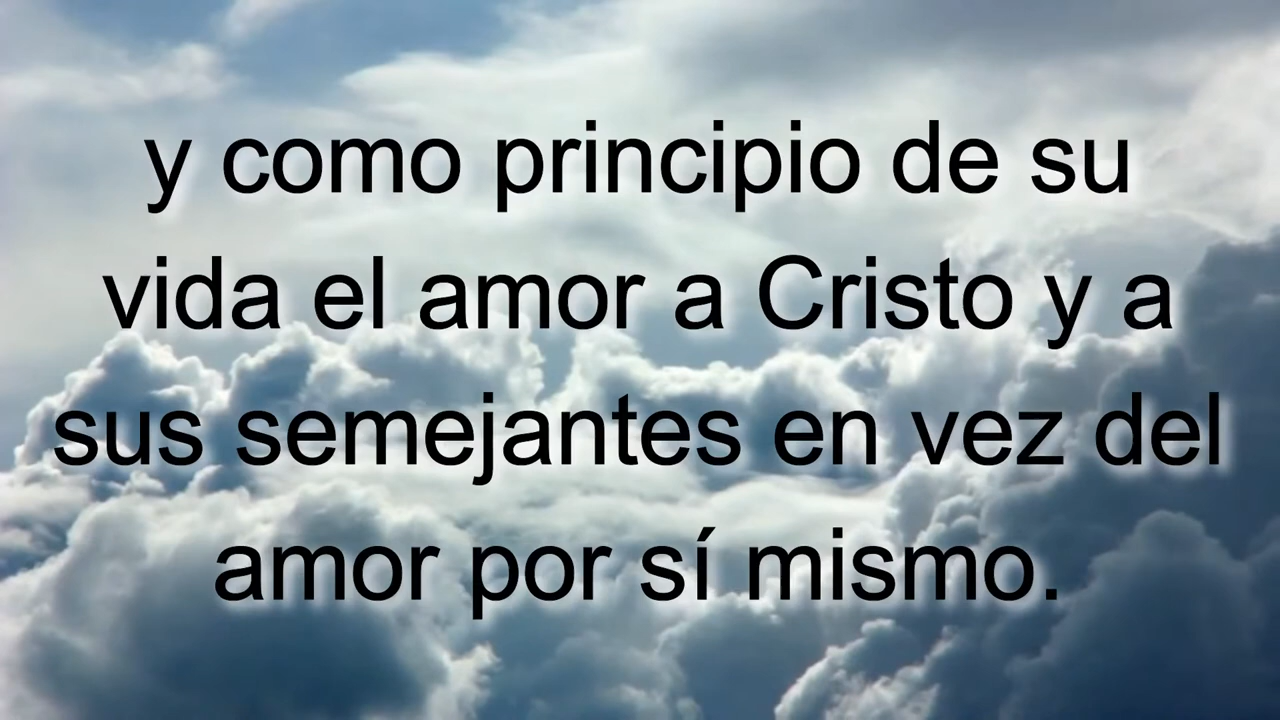 y como principio de su
vida el amor a Cristo y a
sus semejantes en vez del
amor por sí mismo.